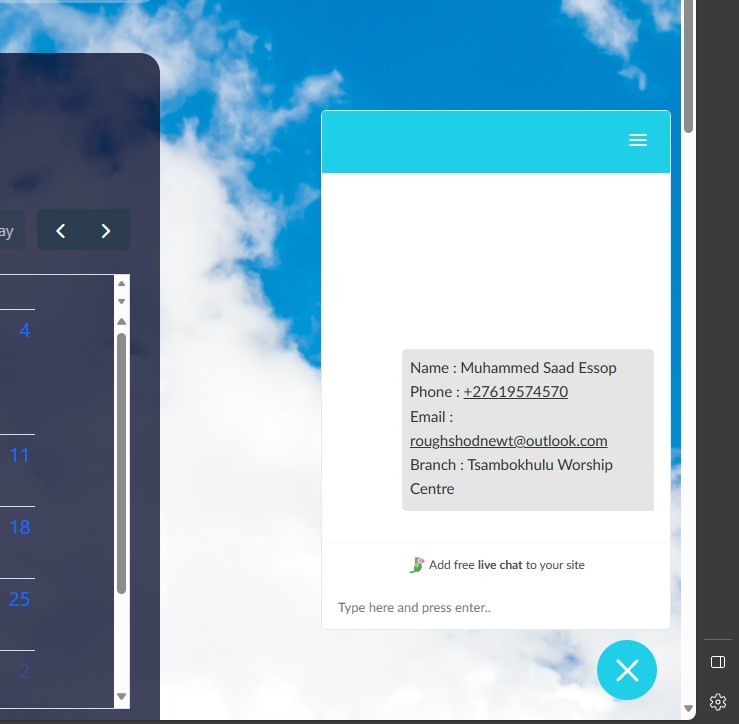 ay
4
11
18
25
2
Name : Muhammed Saad Essop
Phone : +27619574570
Email :
roughshodnewt@outlook.com
Branch : Tsambokhulu Worship
Centre
Add free live chat to your site
Type here and press enter..